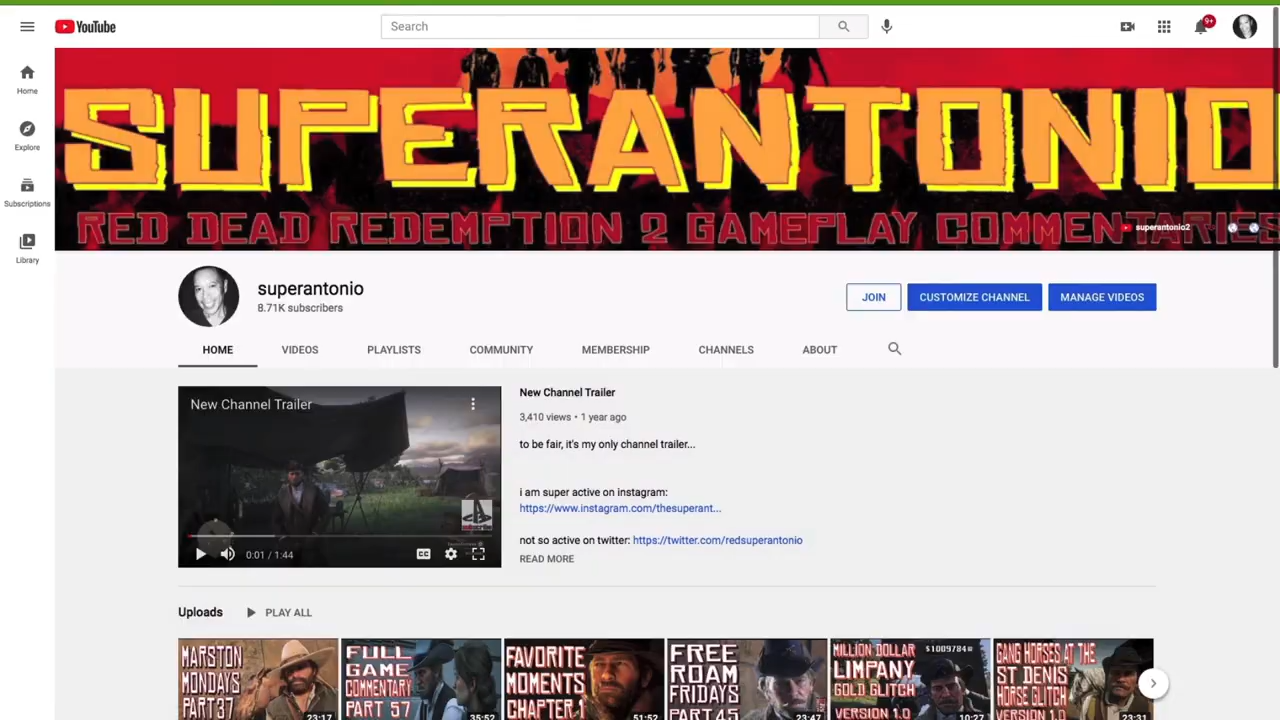 YouTube
Search
9+
Home
Explore
Subscriptions
Library
SUPERANTONIO
RED DEAD REDEMPTION 2 GAMEPLAY COMMENTARIES
superantonio2
superantonio
8.71K subscribers
JOIN
CUSTOMIZE CHANNEL
MANAGE VIDEOS
HOME
VIDEOS
PLAYLISTS
COMMUNITY
MEMBERSHIP
CHANNELS
ABOUT
New Channel Trailer
0:01 / 1:44
CC
New Channel Trailer
3,410 views • 1 year ago
to be fair, it's my only channel trailer...
i am super active on instagram:
https://www.instagram.com/thesuperant...
not so active on twitter: https://twitter.com/redsuperantonio
READ MORE
Uploads
PLAY ALL
MARSTON
MONDAYS
PART 37
23:17
FULL
GAME
COMMENTARY
PART 57
35:52
FAVORITE
MOMENTS
CHAPTER 1
51:52
FREE
ROAM
FRIDAYS
PART 45
23:47
MILLION DOLLAR
LIMPANY
GOLD GLITCH
VERSION 1.0
$1009784
10:27
GANG HORSES AT THE
ST DENIS
HORSE GLITCH
VERSION 1.0
23:31